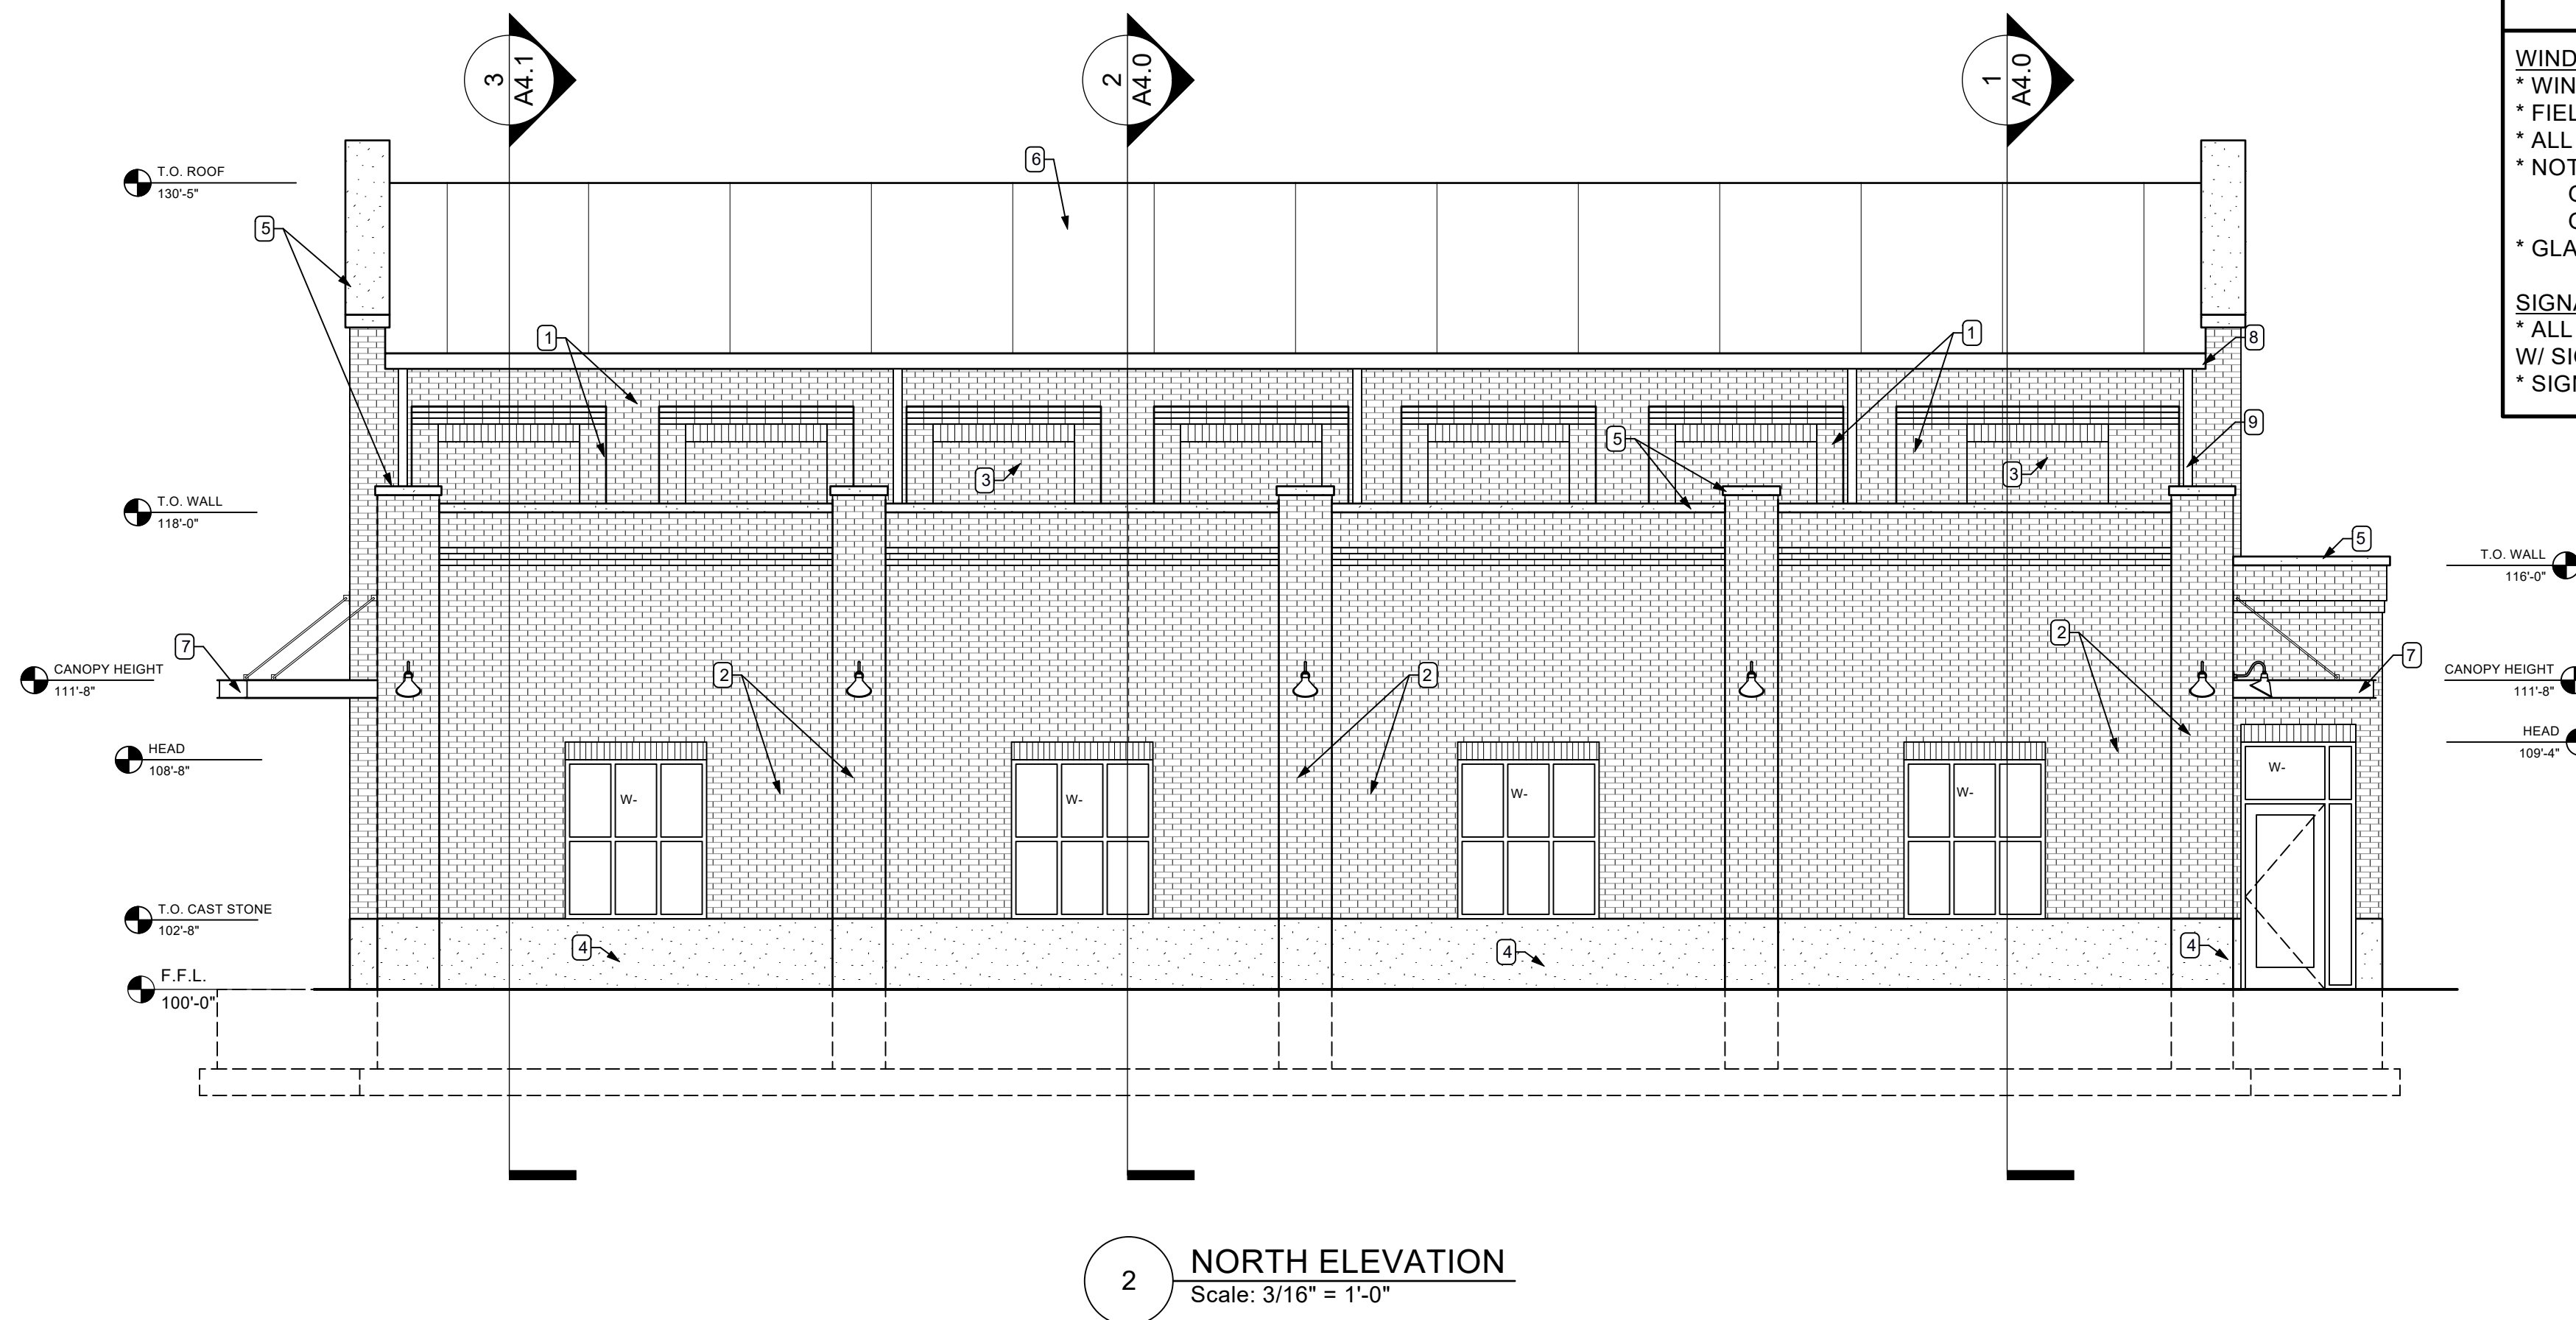 3
A4.1
2
A4.0
1
A4.0
WIND
* WIN
* FIEL
* ALL
* NOT
* GLA
SIGNA
* ALL
W/ SI
* SIG
6
T.O. ROOF
130'-5"
5
1
1
8
9
5
3
3
T.O. WALL
118'-0"
5
T.O. WALL
116'-0"
7
CANOPY HEIGHT
111'-8"
2
2
2
7
CANOPY HEIGHT
111'-8"
HEAD
108'-8"
HEAD
109'-4"
W-
W-
W-
W-
W-
T.O. CAST STONE
102'-8"
4
4
4
F.F.L.
100'-0"
2
NORTH ELEVATION
Scale: 3/16" = 1'-0"